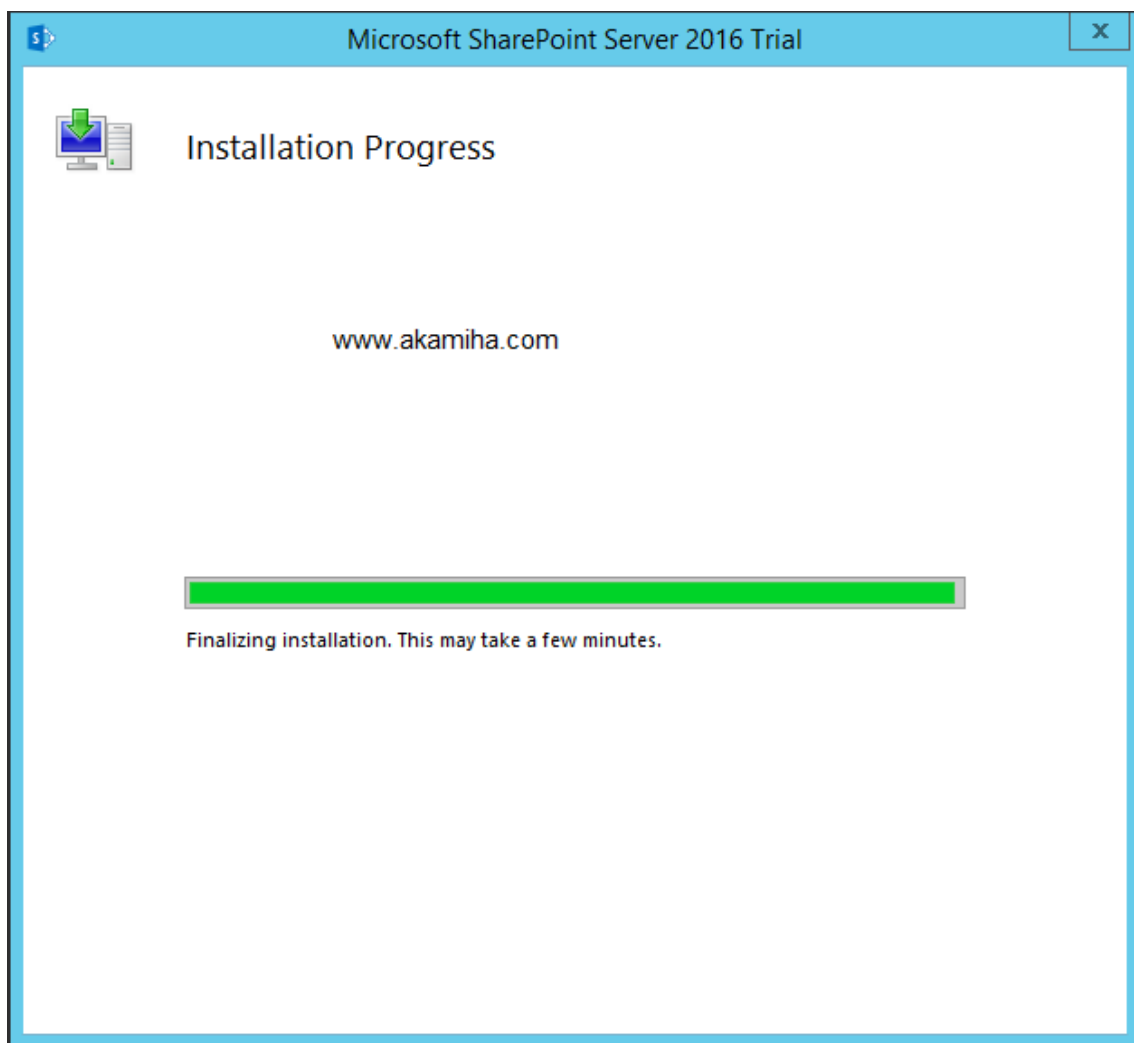 Microsoft SharePoint Server 2016 Trial
Installation Progress
www.akamiha.com
Finalizing installation. This may take a few minutes.